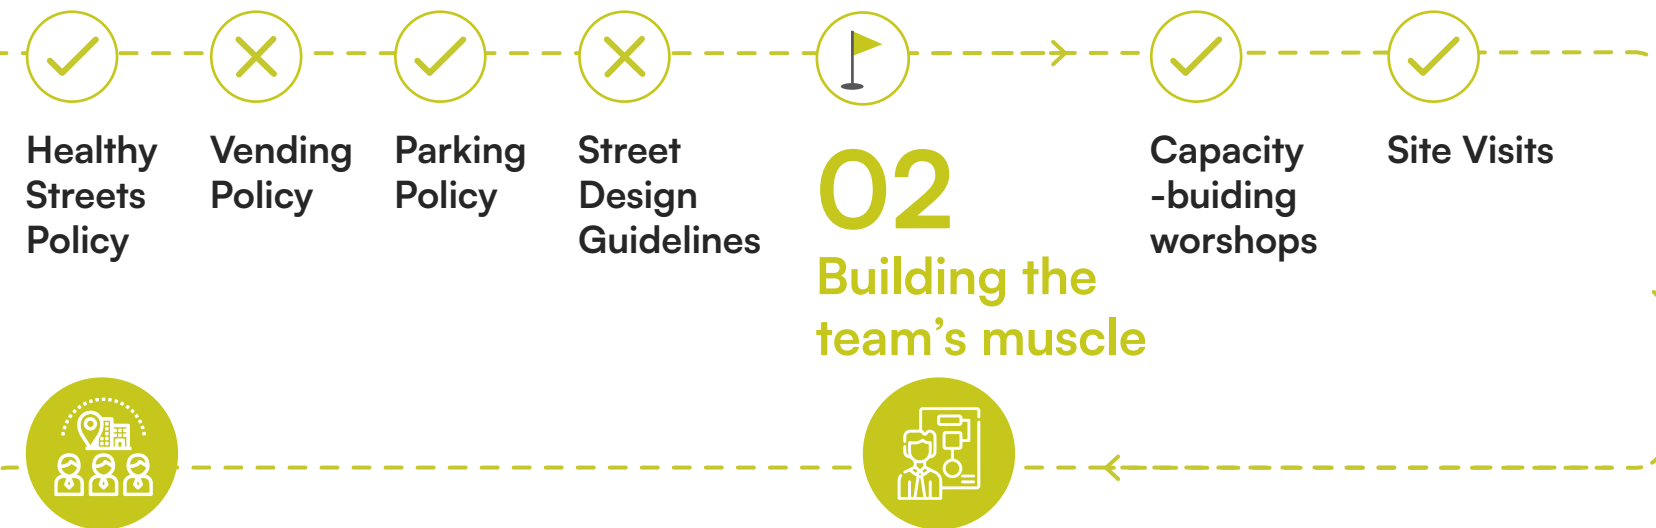 Healthy
Streets
Policy
Vending
Policy
Parking
Policy
Street
Design
Guidelines
02
Building the
team’s muscle
Capacity
-buiding
worshops
Site Visits